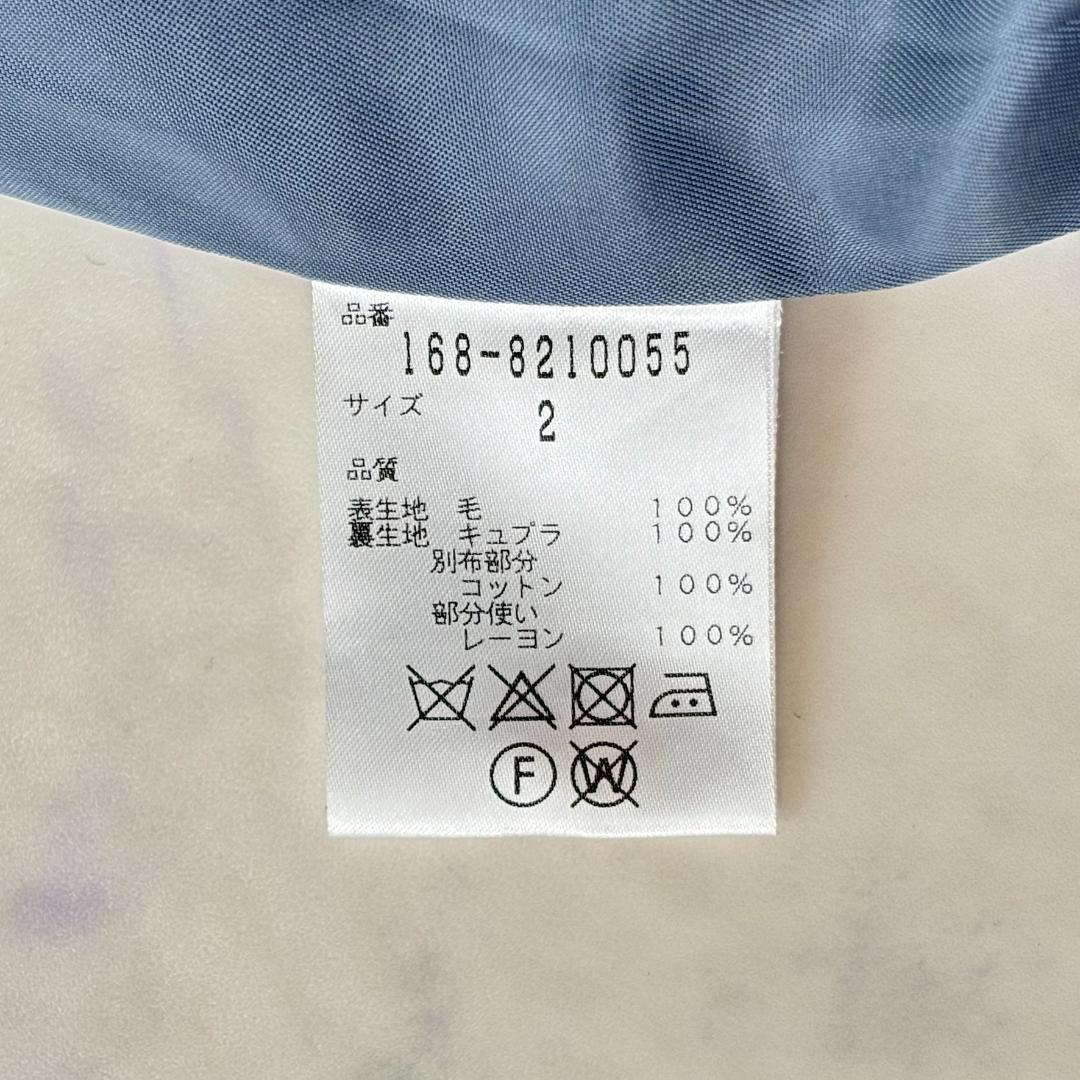 品番
168-8210055
サイズ 2
品質
表生地 毛 100%
裏生地 キュプラ 100%
別布部分
コットン 100%
部分使い
レーヨン 100%
F W